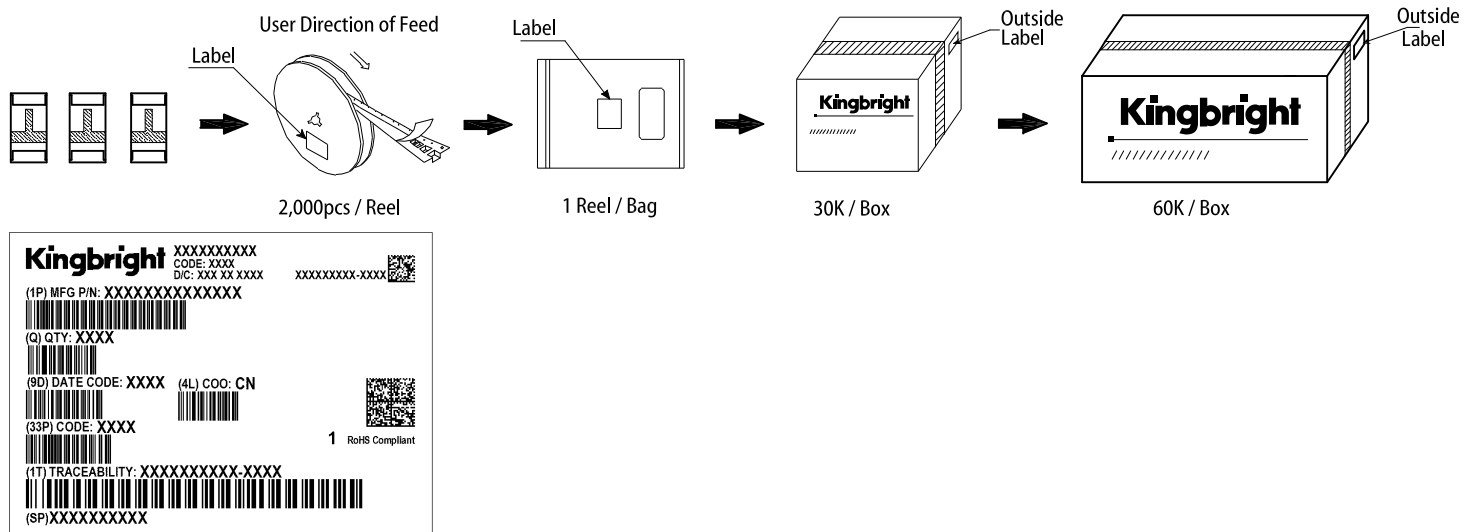 User Direction of Feed
Label
Label
Outside
Label
Outside
Label
Kingbright
Kingbright
2,000pcs / Reel
1 Reel / Bag
30K / Box
60K / Box
Kingbright XXXXXXXXXX
CODE: XXXX
D/C: XXX XX XXXX
XXXXXXXXX-XXXX
(1P) MFG P/N: XXXXXXXXXXXXXX
(Q) QTY: XXXX
(9D) DATE CODE: XXXX (4L) COO: CN
(33P) CODE: XXXX
1 RoHS Compliant
(1T) TRACEABILITY: XXXXXXXXXX-XXXX
(SP)XXXXXXXXXX